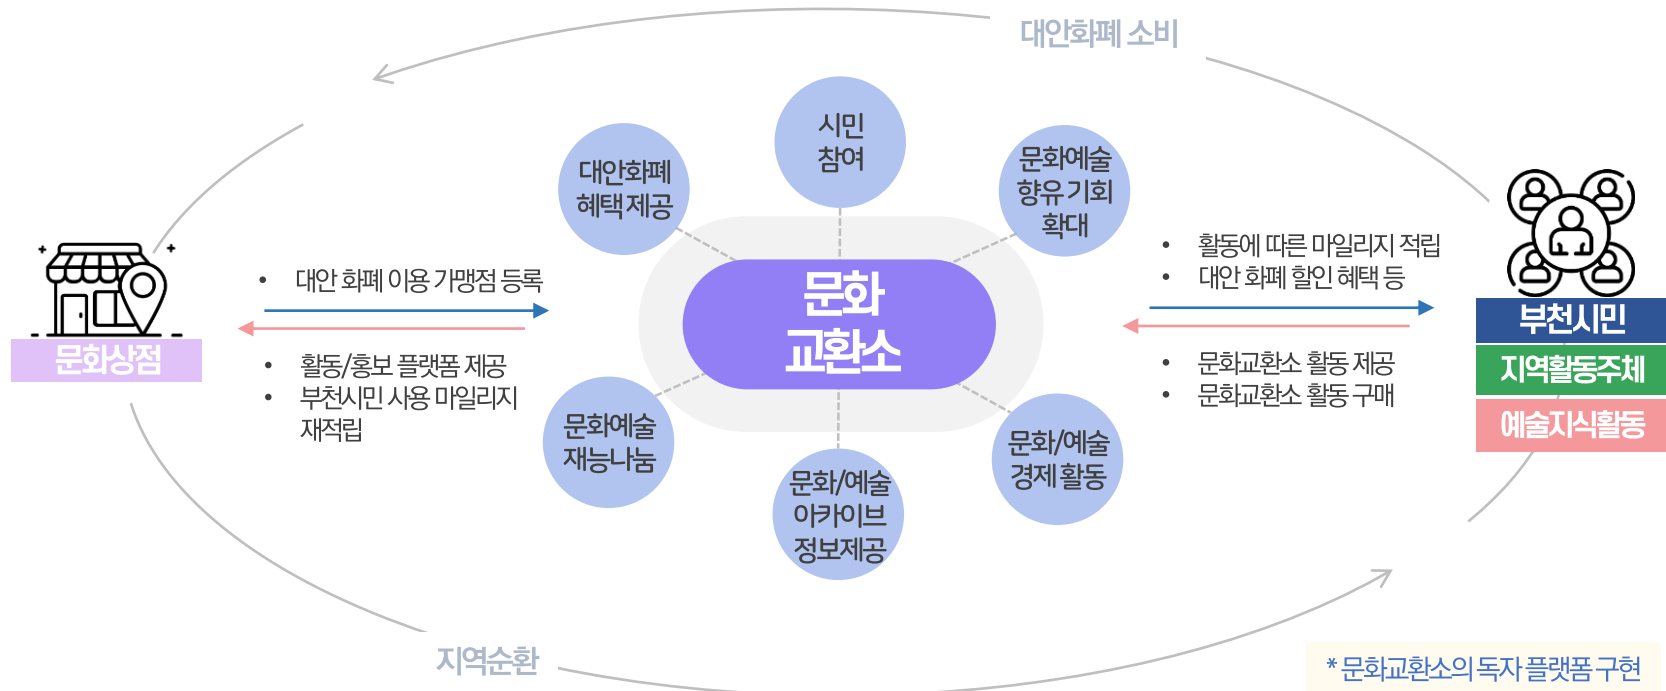 대안화폐 소비
시민
참여
대안화폐
혜택 제공
문화예술
향유 기회
확대
• 대안 화폐 이용 가맹점 등록
• 활동에 따른 마일리지 적립
• 대안 화폐 할인 혜택 등
문화
교환소
문화상점
부천시민
지역활동주체
예술지식활동
• 활동/홍보 플랫폼 제공
• 부천시민 사용 마일리지
재적립
• 문화교환소 활동 제공
• 문화교환소 활동 구매
문화예술
재능나눔
문화/예술
아카이브
정보제공
문화/예술
경제 활동
지역순환
* 문화교환소의 독자 플랫폼 구현